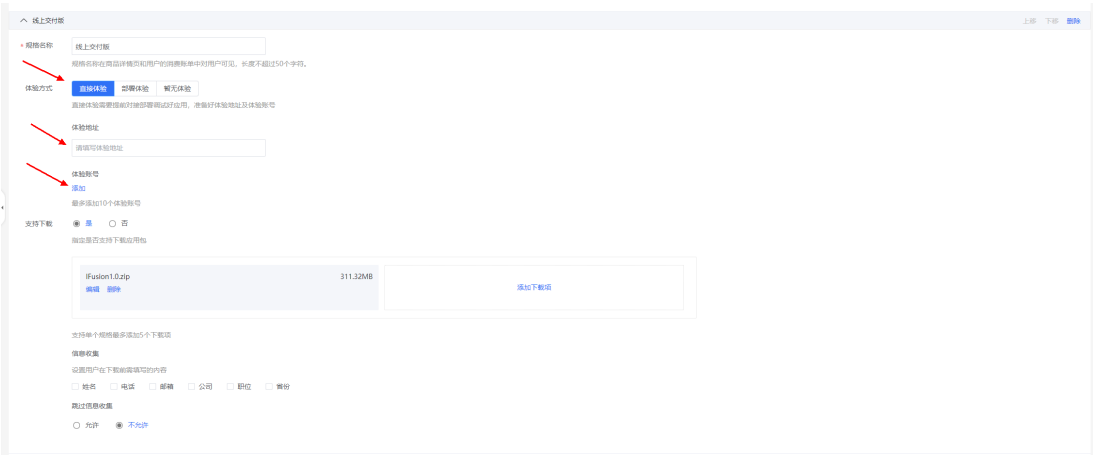 线上交付版 上移 下移 删除
* 规格名称 线上交付版
规格名称在商品详情页和用户的消费账单中对用户可见，长度不超过50个字符。
体验方式 直接体验 部署体验 暂无体验
直接体验需要提前对接部署调试好应用，准备好体验地址及体验账号
体验地址
请填写体验地址
体验账号
添加
最多添加10个体验账号
支持下载 是 否
指定是否支持下载应用包
IFusion1.0.zip 311.32MB
编辑 删除
添加下载项
支持单个规格最多添加5个下载项
信息收集
设置用户在下载前需填写的内容
姓名 电话 邮箱 公司 职位 省份
跳过信息收集
允许 不允许